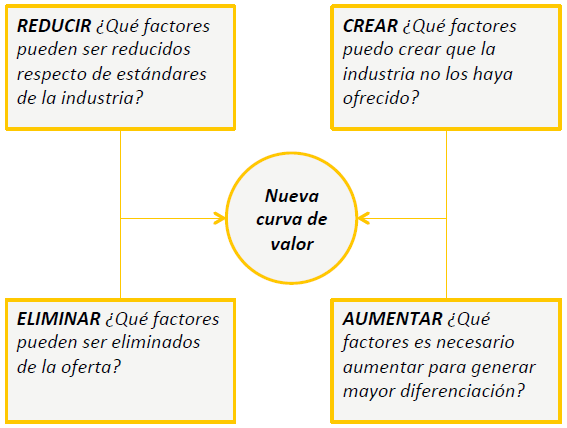 REDUCIR ¿Qué factores
pueden ser reducidos
respecto de estándares
de la industria?
CREAR ¿Qué factores
puedo crear que la
industria no los haya
ofrecido?
Nueva
curva de
valor
ELIMINAR ¿Qué factores
pueden ser eliminados
de la oferta?
AUMENTAR ¿Qué
factores es necesario
aumentar para generar
mayor diferenciación?